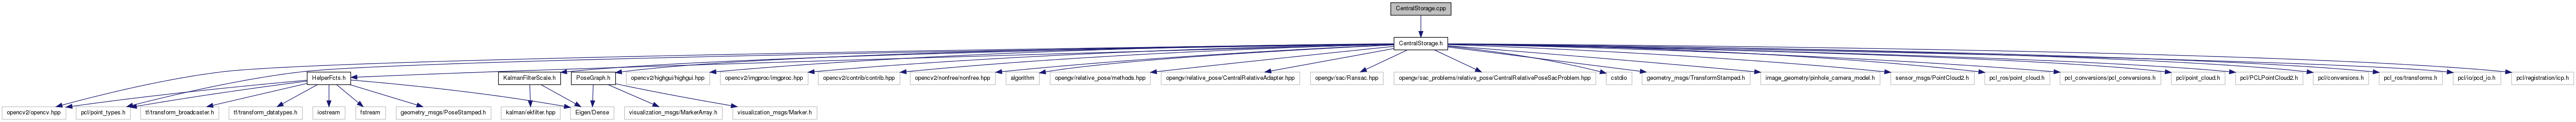 CentralStorage.cpp
CentralStorage.h
HelperFcts.h
KalmanFilterScale.h
PoseGraph.h
opencv2/highgui/highgui.hpp
opencv2/imgproc/imgproc.hpp
opencv2/contrib/contrib.hpp
opencv2/nonfree/nonfree.hpp
algorithm
opengv/relative_pose/methods.hpp
opengv/relative_pose/CentralRelativeAdapter.hpp
opengv/sac/Ransac.hpp
opengv/sac_problems/relative_pose/CentralRelativePoseSacProblem.hpp
cstdio
geometry_msgs/TransformStamped.h
image_geometry/pinhole_camera_model.h
sensor_msgs/PointCloud2.h
pcl_ros/point_cloud.h
pcl_conversions/pcl_conversions.h
pcl/point_cloud.h
pcl/PCLPointCloud2.h
pcl/conversions.h
pcl_ros/transforms.h
pcl/io/pcd_io.h
pcl/registration/icp.h
opencv2/opencv.hpp
pcl/point_types.h
tf/transform_broadcaster.h
tf/transform_datatypes.h
iostream
fstream
geometry_msgs/PoseStamped.h
kalman/ekfilter.hpp
Eigen/Dense
visualization_msgs/MarkerArray.h
visualization_msgs/Marker.h